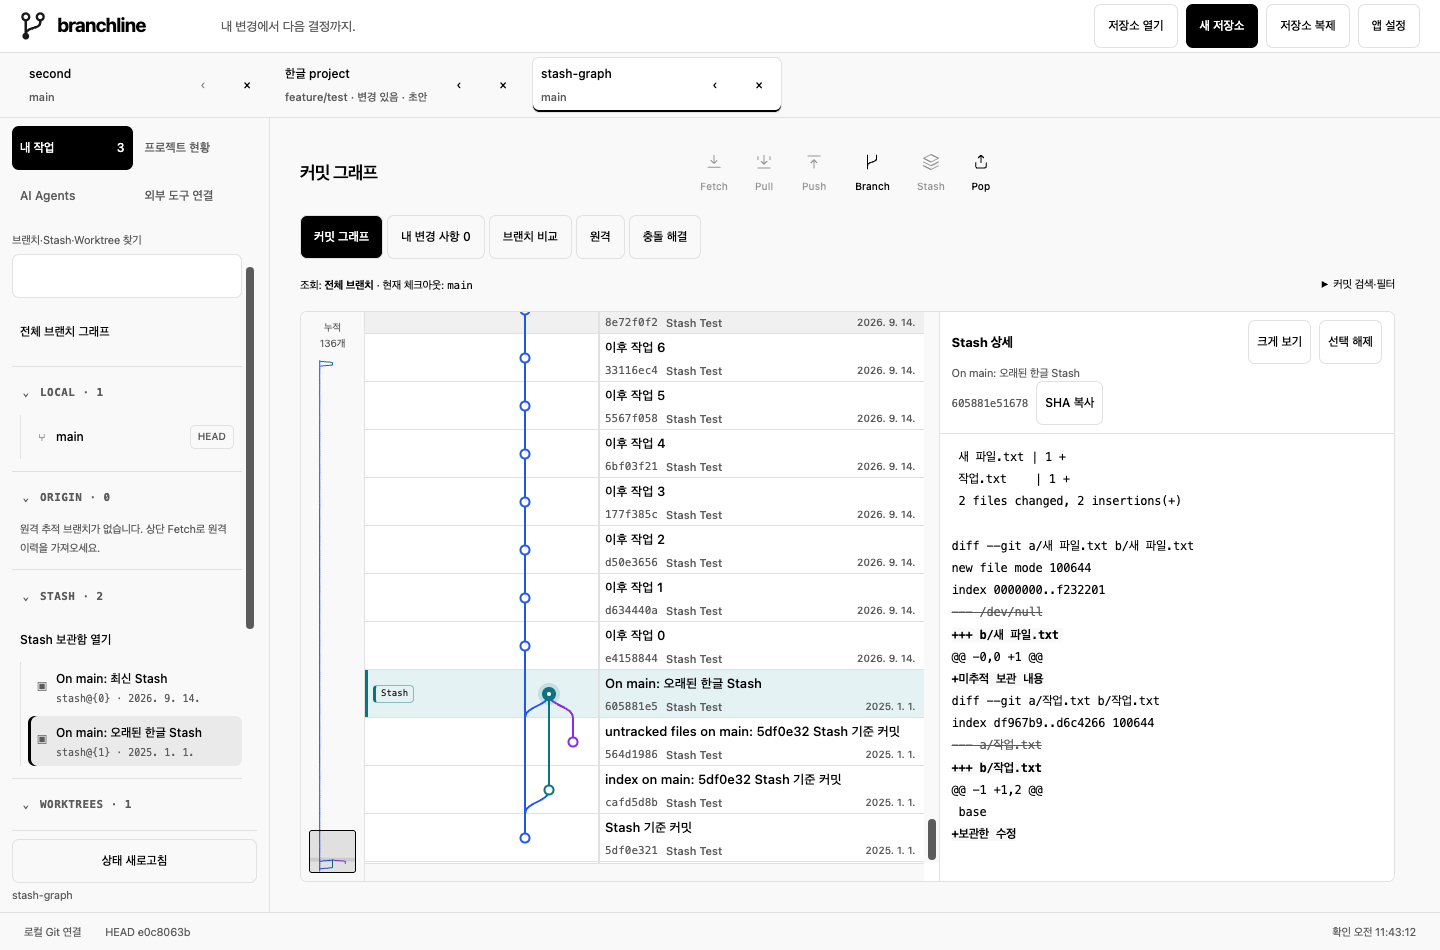 branchline
내 변경에서 다음 결정까지.
저장소 열기
새 저장소
저장소 복제
앱 설정
second
main
‹
×
한글 project
feature/test · 변경 있음 · 초안
‹
×
stash-graph
main
‹
×
내 작업 3
프로젝트 현황
AI Agents
외부 도구 연결
브랜치·Stash·Worktree 찾기
전체 브랜치 그래프
LOCAL · 1
main
HEAD
ORIGIN · 0
원격 추적 브랜치가 없습니다. 상단 Fetch로 원격
이력을 가져오세요.
STASH · 2
Stash 보관함 열기
On main: 최신 Stash
stash@{0} · 2026. 9. 14.
On main: 오래된 한글 Stash
stash@{1} · 2025. 1. 1.
WORKTREES · 1
상태 새로고침
stash-graph
커밋 그래프
Fetch
Pull
Push
Branch
Stash
Pop
커밋 그래프
내 변경 사항 0
브랜치 비교
원격
충돌 해결
조회: 전체 브랜치 · 현재 체크아웃: main
▶ 커밋 검색·필터
누적
136개
8e72f0f2 Stash Test 2026. 9. 14.
이후 작업 6
33116ec4 Stash Test 2026. 9. 14.
이후 작업 5
5567f058 Stash Test 2026. 9. 14.
이후 작업 4
6bf03f21 Stash Test 2026. 9. 14.
이후 작업 3
177f385c Stash Test 2026. 9. 14.
이후 작업 2
d50e3656 Stash Test 2026. 9. 14.
이후 작업 1
d634440a Stash Test 2026. 9. 14.
이후 작업 0
e4158844 Stash Test 2026. 9. 14.
Stash
On main: 오래된 한글 Stash
605881e5 Stash Test 2025. 1. 1.
untracked files on main: 5df0e32 Stash 기준 커밋
564d1986 Stash Test 2025. 1. 1.
index on main: 5df0e32 Stash 기준 커밋
cafd5d8b Stash Test 2025. 1. 1.
Stash 기준 커밋
5df0e321 Stash Test 2025. 1. 1.
Stash 상세
크게 보기
선택 해제
On main: 오래된 한글 Stash
605881e51678
SHA 복사
새 파일.txt | 1 +
작업.txt | 1 +
2 files changed, 2 insertions(+)
diff --git a/새 파일.txt b/새 파일.txt
new file mode 100644
index 0000000..f232201
--- /dev/null
+++ b/새 파일.txt
@@ -0,0 +1 @@
+미추적 보관 내용
diff --git a/작업.txt b/작업.txt
index df967b9..d6c4266 100644
--- a/작업.txt
+++ b/작업.txt
@@ -1 +1,2 @@
base
+보관한 수정
로컬 Git 연결
HEAD e0c8063b
확인 오전 11:43:12